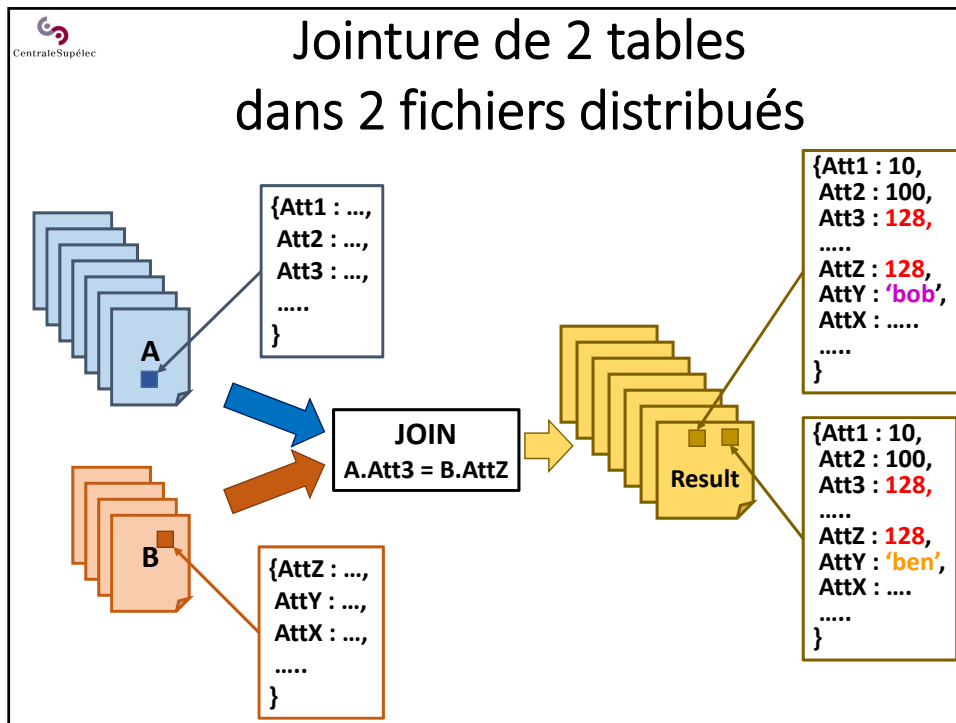 CentraleSupélec
Jointure de 2 tables
dans 2 fichiers distribués
{Att1 : …,
Att2 : …,
Att3 : …,
…..
}
A
JOIN
A.Att3 = B.AttZ
B
{AttZ : …,
AttY : …,
AttX : …,
…..
}
Result
{Att1 : 10,
Att2 : 100,
Att3 : 128,
…..
AttZ : 128,
AttY : ‘bob’,
AttX : …..
…..
}
{Att1 : 10,
Att2 : 100,
Att3 : 128,
…..
AttZ : 128,
AttY : ‘ben’,
AttX : ….
…..
}